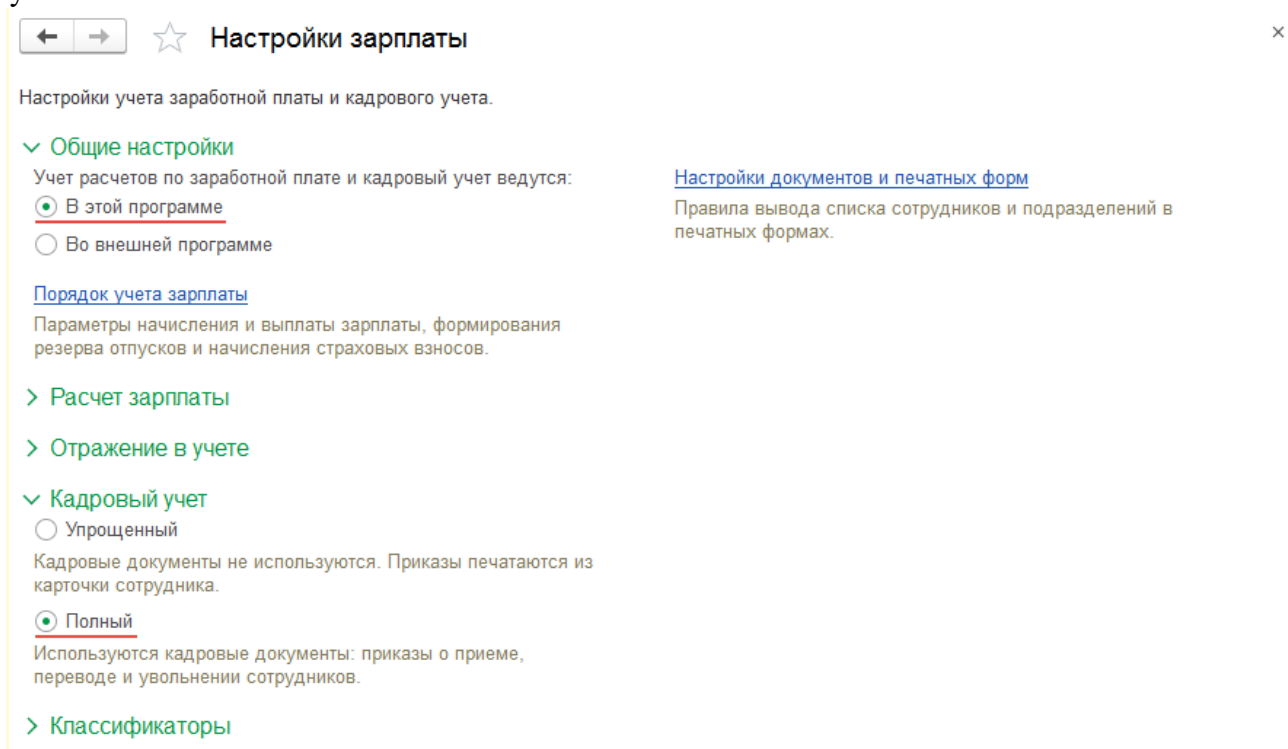 Настройки зарплаты
Настройки учета заработной платы и кадрового учета.
Общие настройки
Учет расчетов по заработной плате и кадровый учет ведутся:
В этой программе
Во внешней программе
Настройки документов и печатных форм
Правила вывода списка сотрудников и подразделений в
печатных формах.
Порядок учета зарплаты
Параметры начисления и выплаты зарплаты, формирования
резерва отпусков и начисления страховых взносов.
Расчет зарплаты
Отражение в учете
Кадровый учет
Упрощенный
Кадровые документы не используются. Приказы печатаются из
карточки сотрудника.
Полный
Используются кадровые документы: приказы о приеме,
переводе и увольнении сотрудников.
Классификаторы